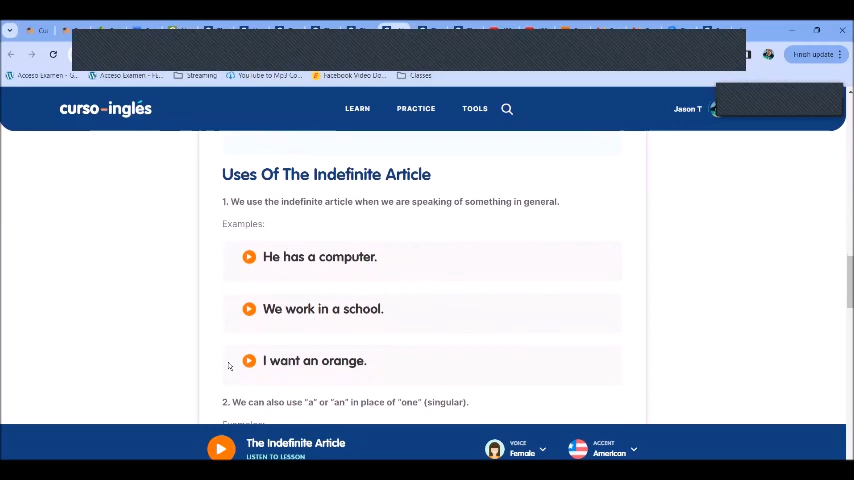 Cu
Finish update
Acceso Examen - G...
Acceso Examen - FE...
Streaming
YouTube to Mp3 Co...
Facebook Video Do...
Classes
curso-inglés
LEARN
PRACTICE
TOOLS
Jason T
Uses Of The Indefinite Article
1. We use the indefinite article when we are speaking of something in general.
Examples:
He has a computer.
We work in a school.
I want an orange.
2. We can also use "a" or "an" in place of "one" (singular).
Examples:
The Indefinite Article
LISTEN TO LESSON
VOICE
Female
ACCENT
American